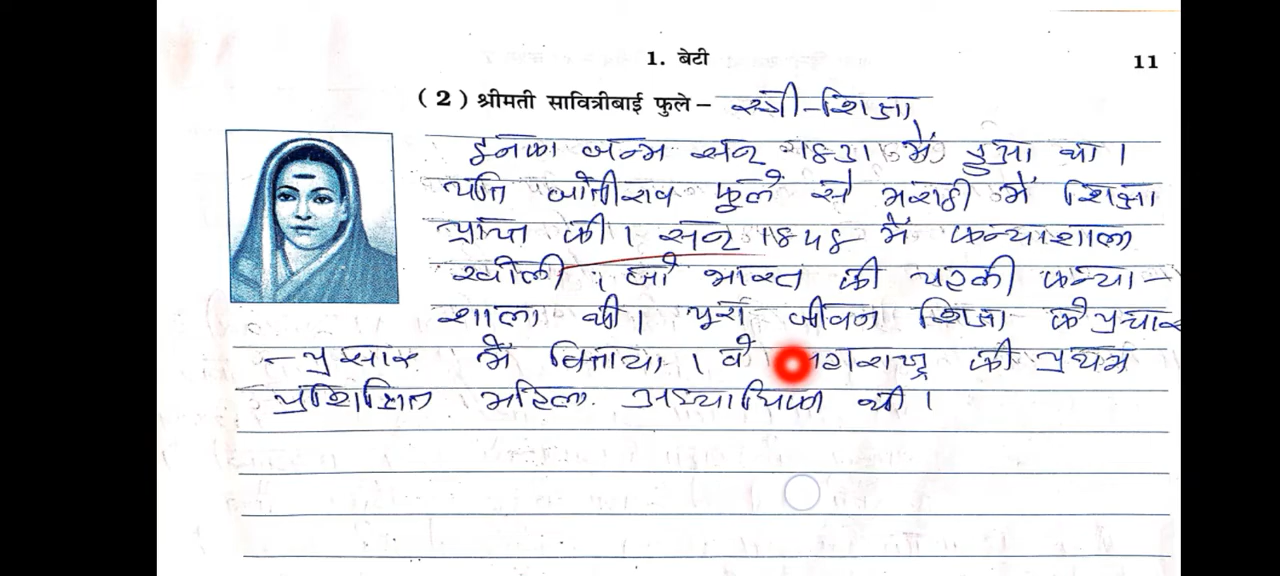 1. बेटी
11
(2) श्रीमती सावित्रीबाई फुले – स्त्री-शिक्षा
इनका जन्म सन् 1831 में हुआ था।
पति जोतीराव फुले से मराठी में शिक्षा
प्राप्त की। सन् 1848 में कन्याशाला
खोली, जो भारत की पहली कन्या-
शाला थी। पूरा जीवन शिक्षा के प्रचार
-प्रसार में बिताया। वे महाराष्ट्र की प्रथम
प्रशिक्षित महिला अध्यापिका थी।